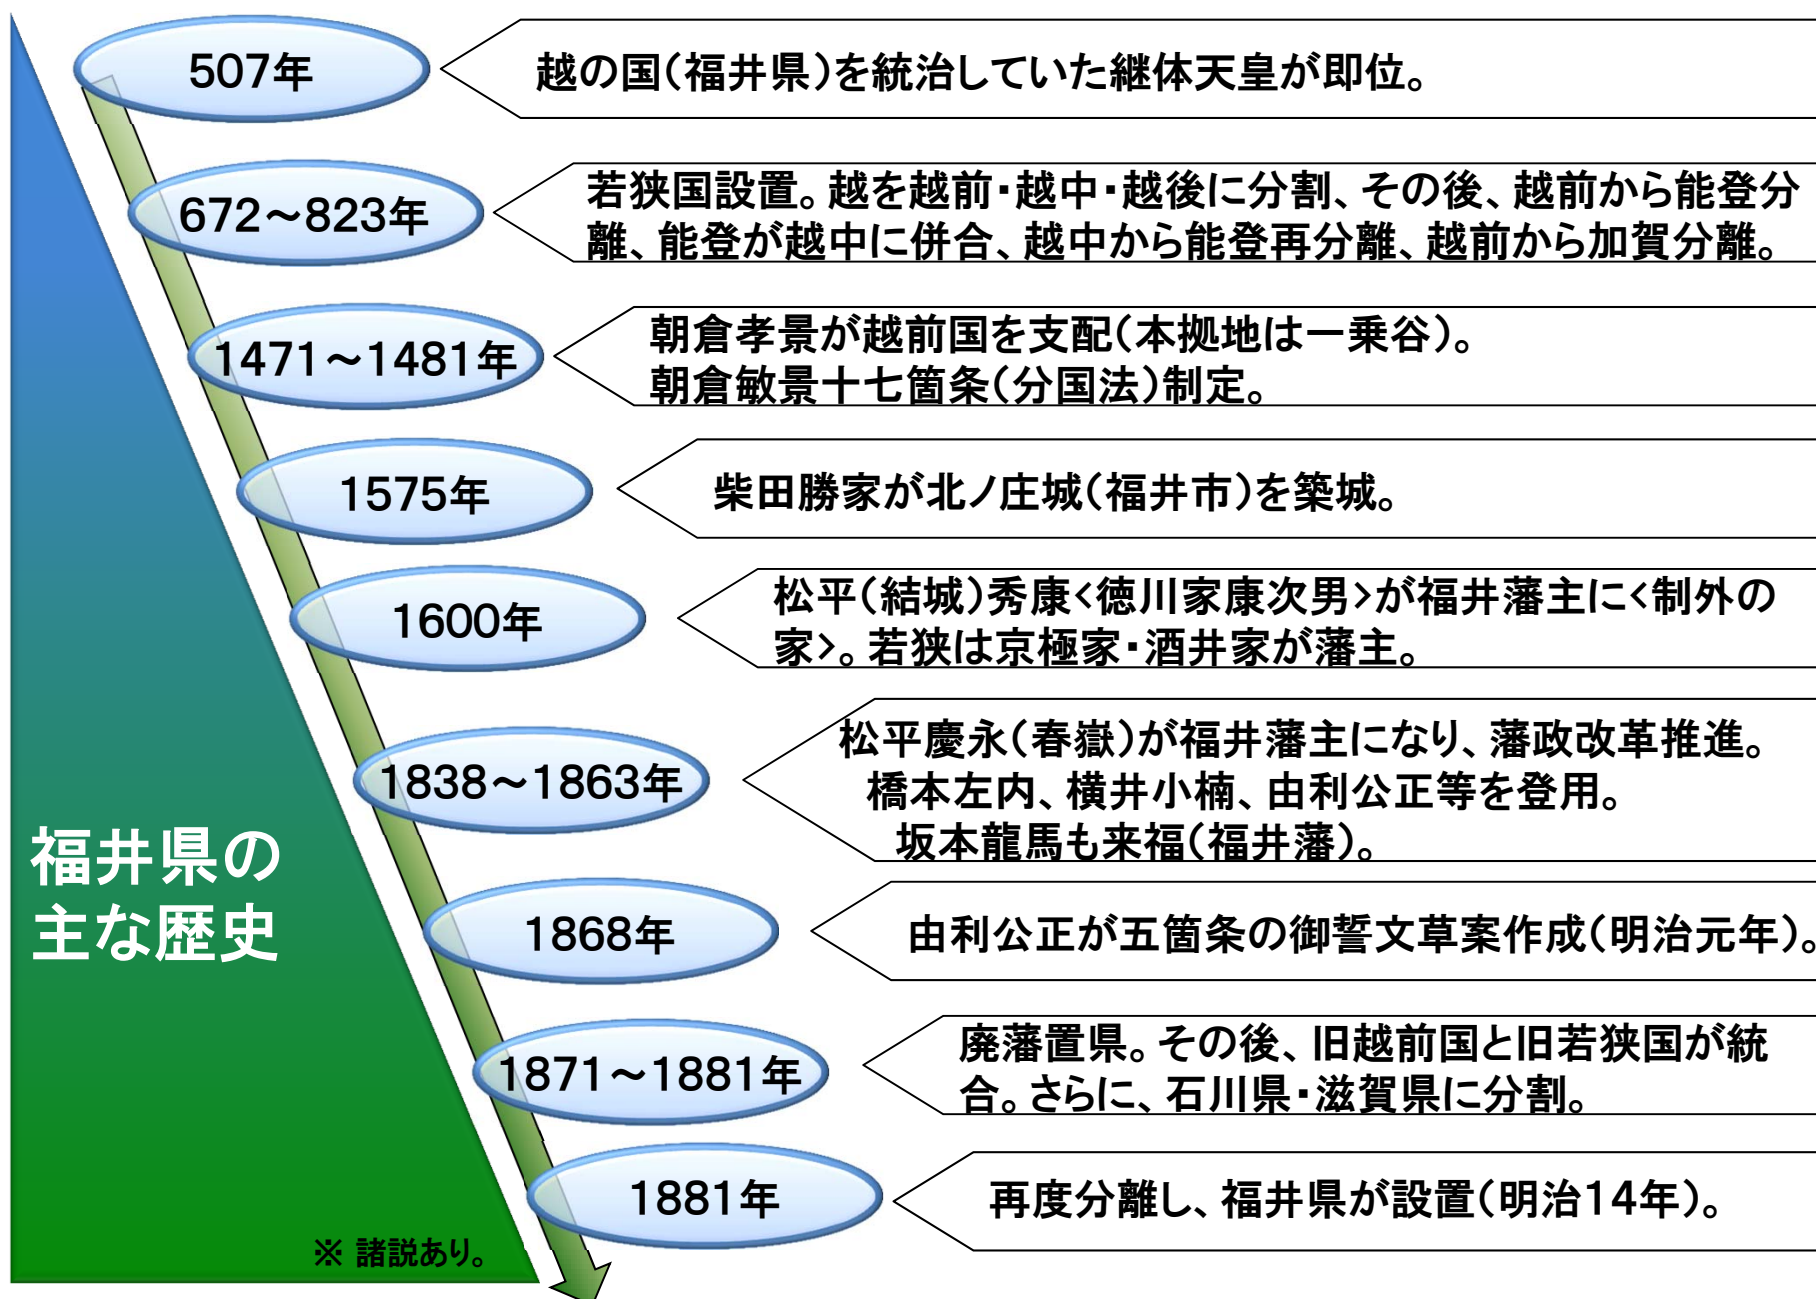 507年
越の国(福井県)を統治していた継体天皇が即位。
672～823年
若狭国設置。越を越前・越中・越後に分割、その後、越前から能登分
離、能登が越中に併合、越中から能登再分離、越前から加賀分離。
1471～1481年
朝倉孝景が越前国を支配(本拠地は一乗谷)。
朝倉敏景十七箇条(分国法)制定。
1575年
柴田勝家が北ノ庄城(福井市)を築城。
1600年
松平(結城)秀康<徳川家康次男>が福井藩主に<制外の
家>。若狭は京極家・酒井家が藩主。
1838～1863年
松平慶永(春嶽)が福井藩主になり、藩政改革推進。
橋本左内、横井小楠、由利公正等を登用。
坂本龍馬も来福(福井藩)。
1868年
由利公正が五箇条の御誓文草案作成(明治元年)。
1871～1881年
廃藩置県。その後、旧越前国と旧若狭国が統
合。さらに、石川県・滋賀県に分割。
1881年
再度分離し、福井県が設置(明治14年)。
福井県の
主な歴史
※ 諸説あり。